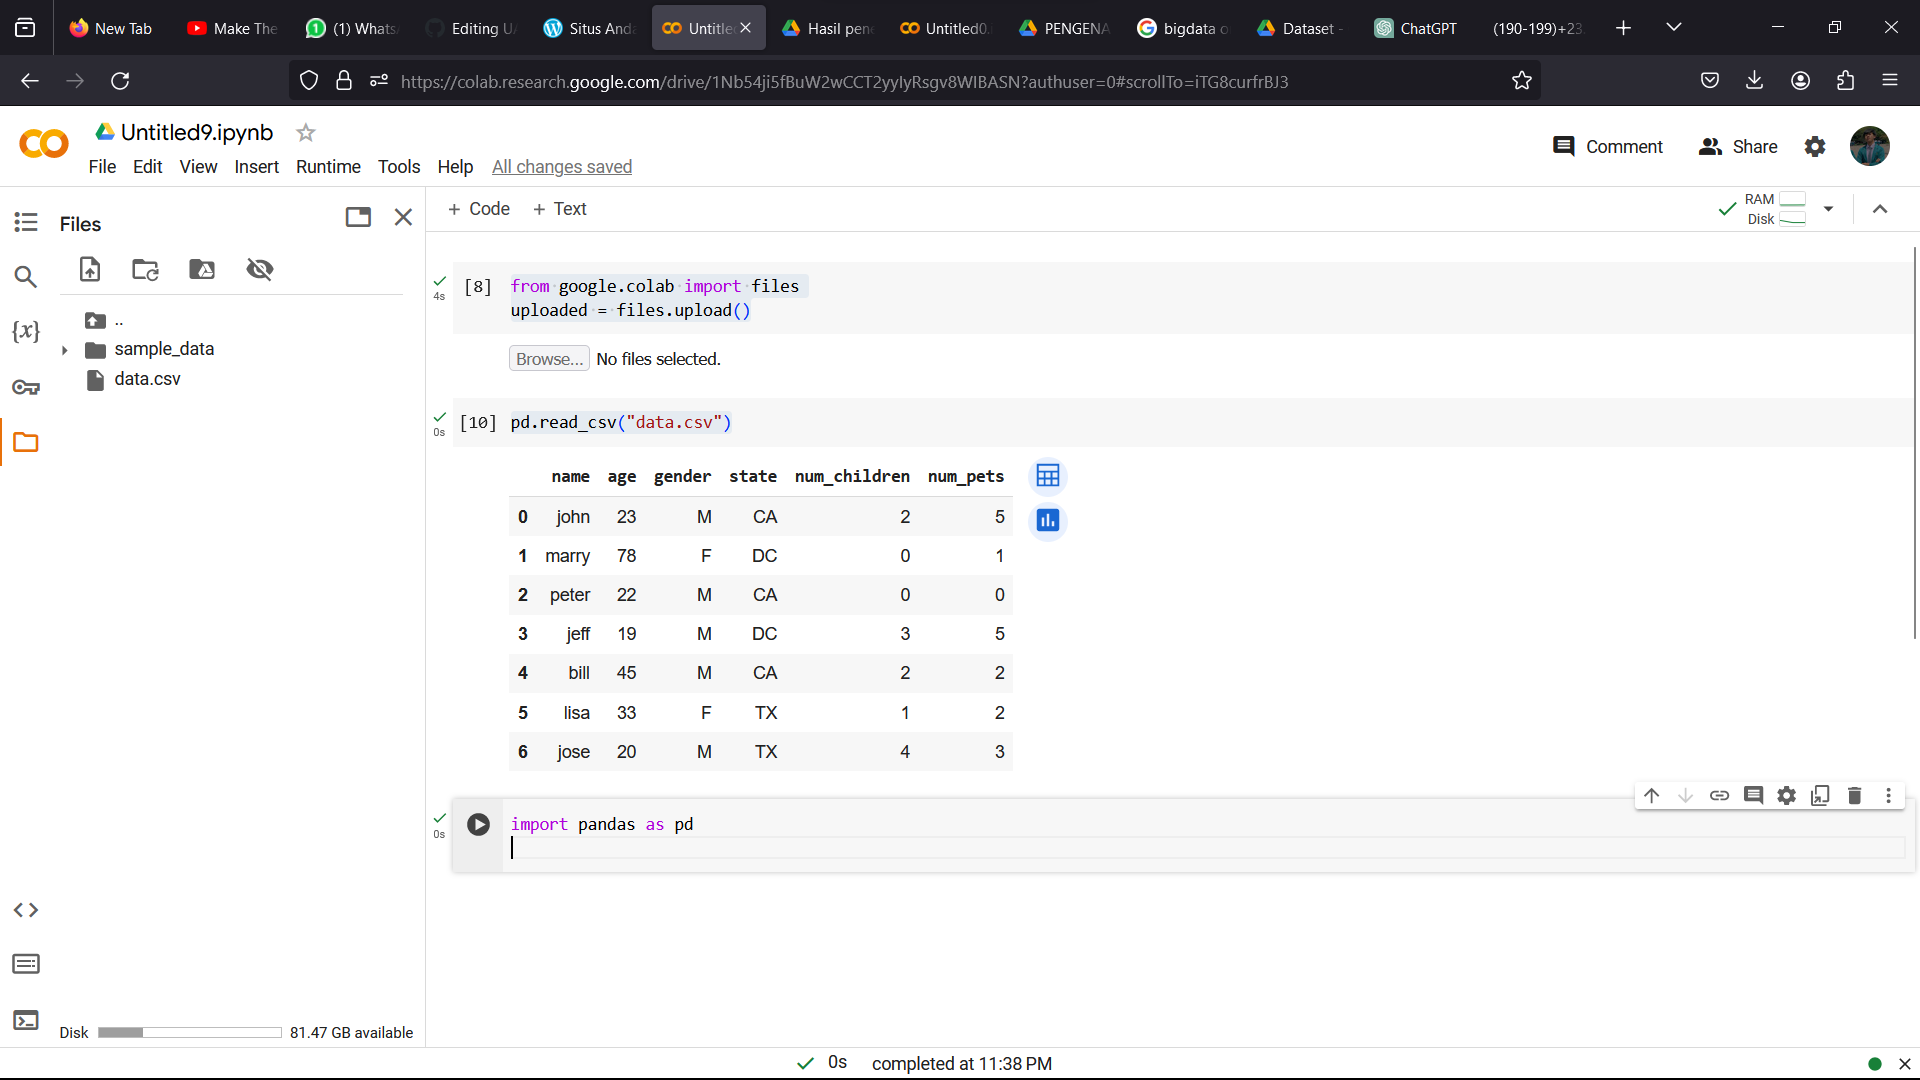 New Tab
Make The
(1) Whats
Editing U
Situs Anda
Untitle
Hasil pene
Untitled0.
PENGENA
bigdata o
Dataset -
ChatGPT
(190-199)+23.
https://colab.research.google.com/drive/1Nb54ji5fBuW2wCCT2yyIyRsgv8WIBASN?authuser=0#scrollTo=iTG8curfrBJ3
Untitled9.ipynb
File Edit View Insert Runtime Tools Help All changes saved
Comment
Share
Files
+ Code + Text
RAM
Disk
..
sample_data
data.csv
4s
[8] from google.colab import files
uploaded = files.upload()
Browse... No files selected.
0s
[10] pd.read_csv("data.csv")
name age gender state num_children num_pets
0 john 23 M CA 2 5
1 marry 78 F DC 0 1
2 peter 22 M CA 0 0
3 jeff 19 M DC 3 5
4 bill 45 M CA 2 2
5 lisa 33 F TX 1 2
6 jose 20 M TX 4 3
0s
import pandas as pd
Disk 81.47 GB available
0s completed at 11:38 PM